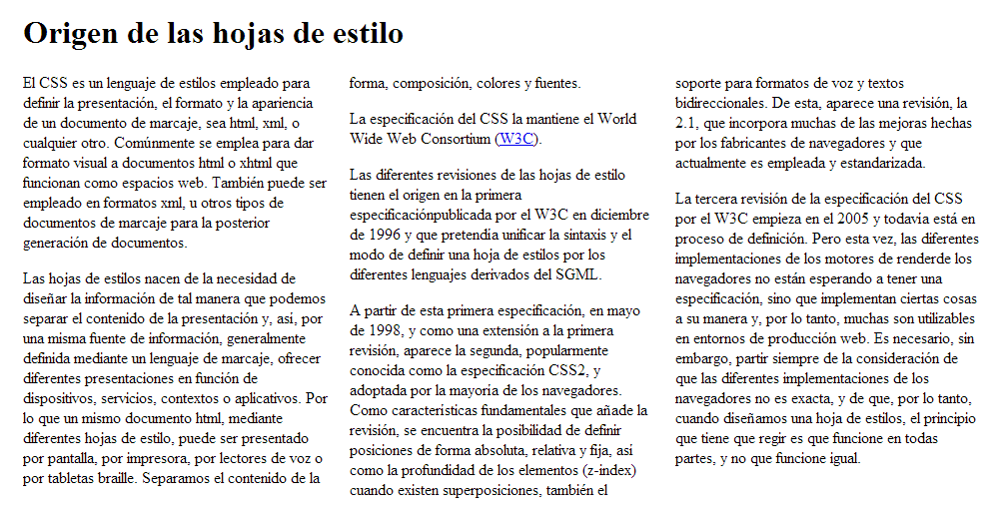 Origen de las hojas de estilo
El CSS es un lenguaje de estilos empleado para
definir la presentación, el formato y la apariencia
de un documento de marcaje, sea html, xml, o
cualquier otro. Comúnmente se emplea para dar
formato visual a documentos html o xhtml que
funcionan como espacios web. También puede ser
empleado en formatos xml, u otros tipos de
documentos de marcaje para la posterior
generación de documentos.
Las hojas de estilos nacen de la necesidad de
diseñar la información de tal manera que podemos
separar el contenido de la presentación y, así, por
una misma fuente de información, generalmente
definida mediante un lenguaje de marcaje, ofrecer
diferentes presentaciones en función de
dispositivos, servicios, contextos o aplicativos. Por
lo que un mismo documento html, mediante
diferentes hojas de estilo, puede ser presentado
por pantalla, por impresora, por lectores de voz o
por tabletas braille. Separamos el contenido de la
forma, composición, colores y fuentes.
La especificación del CSS la mantiene el World
Wide Web Consortium (W3C).
Las diferentes revisiones de las hojas de estilo
tienen el origen en la primera
especificaciónpublicada por el W3C en diciembre
de 1996 y que pretendía unificar la sintaxis y el
modo de definir una hoja de estilos por los
diferentes lenguajes derivados del SGML.
A partir de esta primera especificación, en mayo
de 1998, y como una extensión a la primera
revisión, aparece la segunda, popularmente
conocida como la especificación CSS2, y
adoptada por la mayoría de los navegadores.
Como características fundamentales que añade la
revisión, se encuentra la posibilidad de definir
posiciones de forma absoluta, relativa y fija, así
como la profundidad de los elementos (z-index)
cuando existen superposiciones, también el
soporte para formatos de voz y textos
bidireccionales. De esta, aparece una revisión, la
2.1, que incorpora muchas de las mejoras hechas
por los fabricantes de navegadores y que
actualmente es empleada y estandarizada.
La tercera revisión de la especificación del CSS
por el W3C empieza en el 2005 y todavia está en
proceso de definición. Pero esta vez, las diferentes
implementaciones de los motores de renderde los
navegadores no están esperando a tener una
especificación, sino que implementan ciertas cosas
a su manera y, por lo tanto, muchas son utilizables
en entornos de producción web. Es necesario, sin
embargo, partir siempre de la consideración de
que las diferentes implementaciones de los
navegadores no es exacta, y de que, por lo tanto,
cuando diseñamos una hoja de estilos, el principio
que tiene que regir es que funcione en todas
partes, y no que funcione igual.